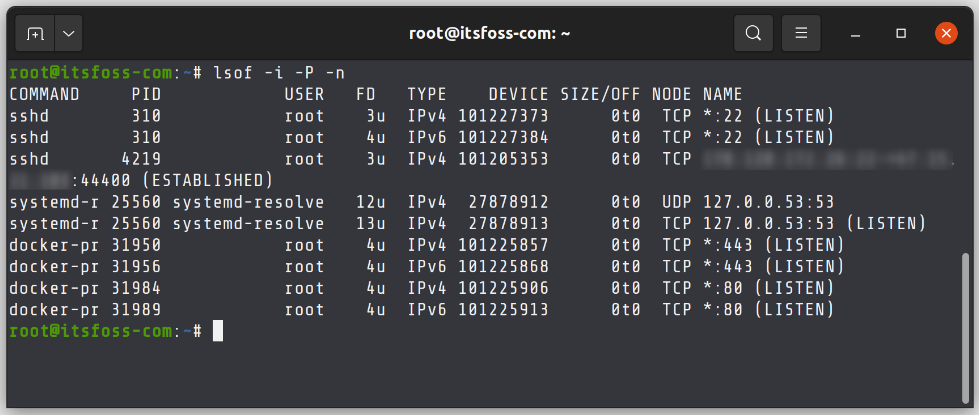 root@itsfoss-com: ~
root@itsfoss-com:~# lsof -i -P -n
COMMAND     PID            USER   FD   TYPE    DEVICE SIZE/OFF NODE NAME
sshd        310            root    3u  IPv4 101227373      0t0  TCP *:22 (LISTEN)
sshd        310            root    4u  IPv6 101227384      0t0  TCP *:22 (LISTEN)
sshd       4219            root    3u  IPv4 101205353      0t0  TCP
:44400 (ESTABLISHED)
systemd-r 25560 systemd-resolve   12u  IPv4  27878912      0t0  UDP 127.0.0.53:53
systemd-r 25560 systemd-resolve   13u  IPv4  27878913      0t0  TCP 127.0.0.53:53 (LISTEN)
docker-pr 31950            root    4u  IPv4 101225857      0t0  TCP *:443 (LISTEN)
docker-pr 31956            root    4u  IPv6 101225868      0t0  TCP *:443 (LISTEN)
docker-pr 31984            root    4u  IPv4 101225906      0t0  TCP *:80 (LISTEN)
docker-pr 31989            root    4u  IPv6 101225913      0t0  TCP *:80 (LISTEN)
root@itsfoss-com:~#